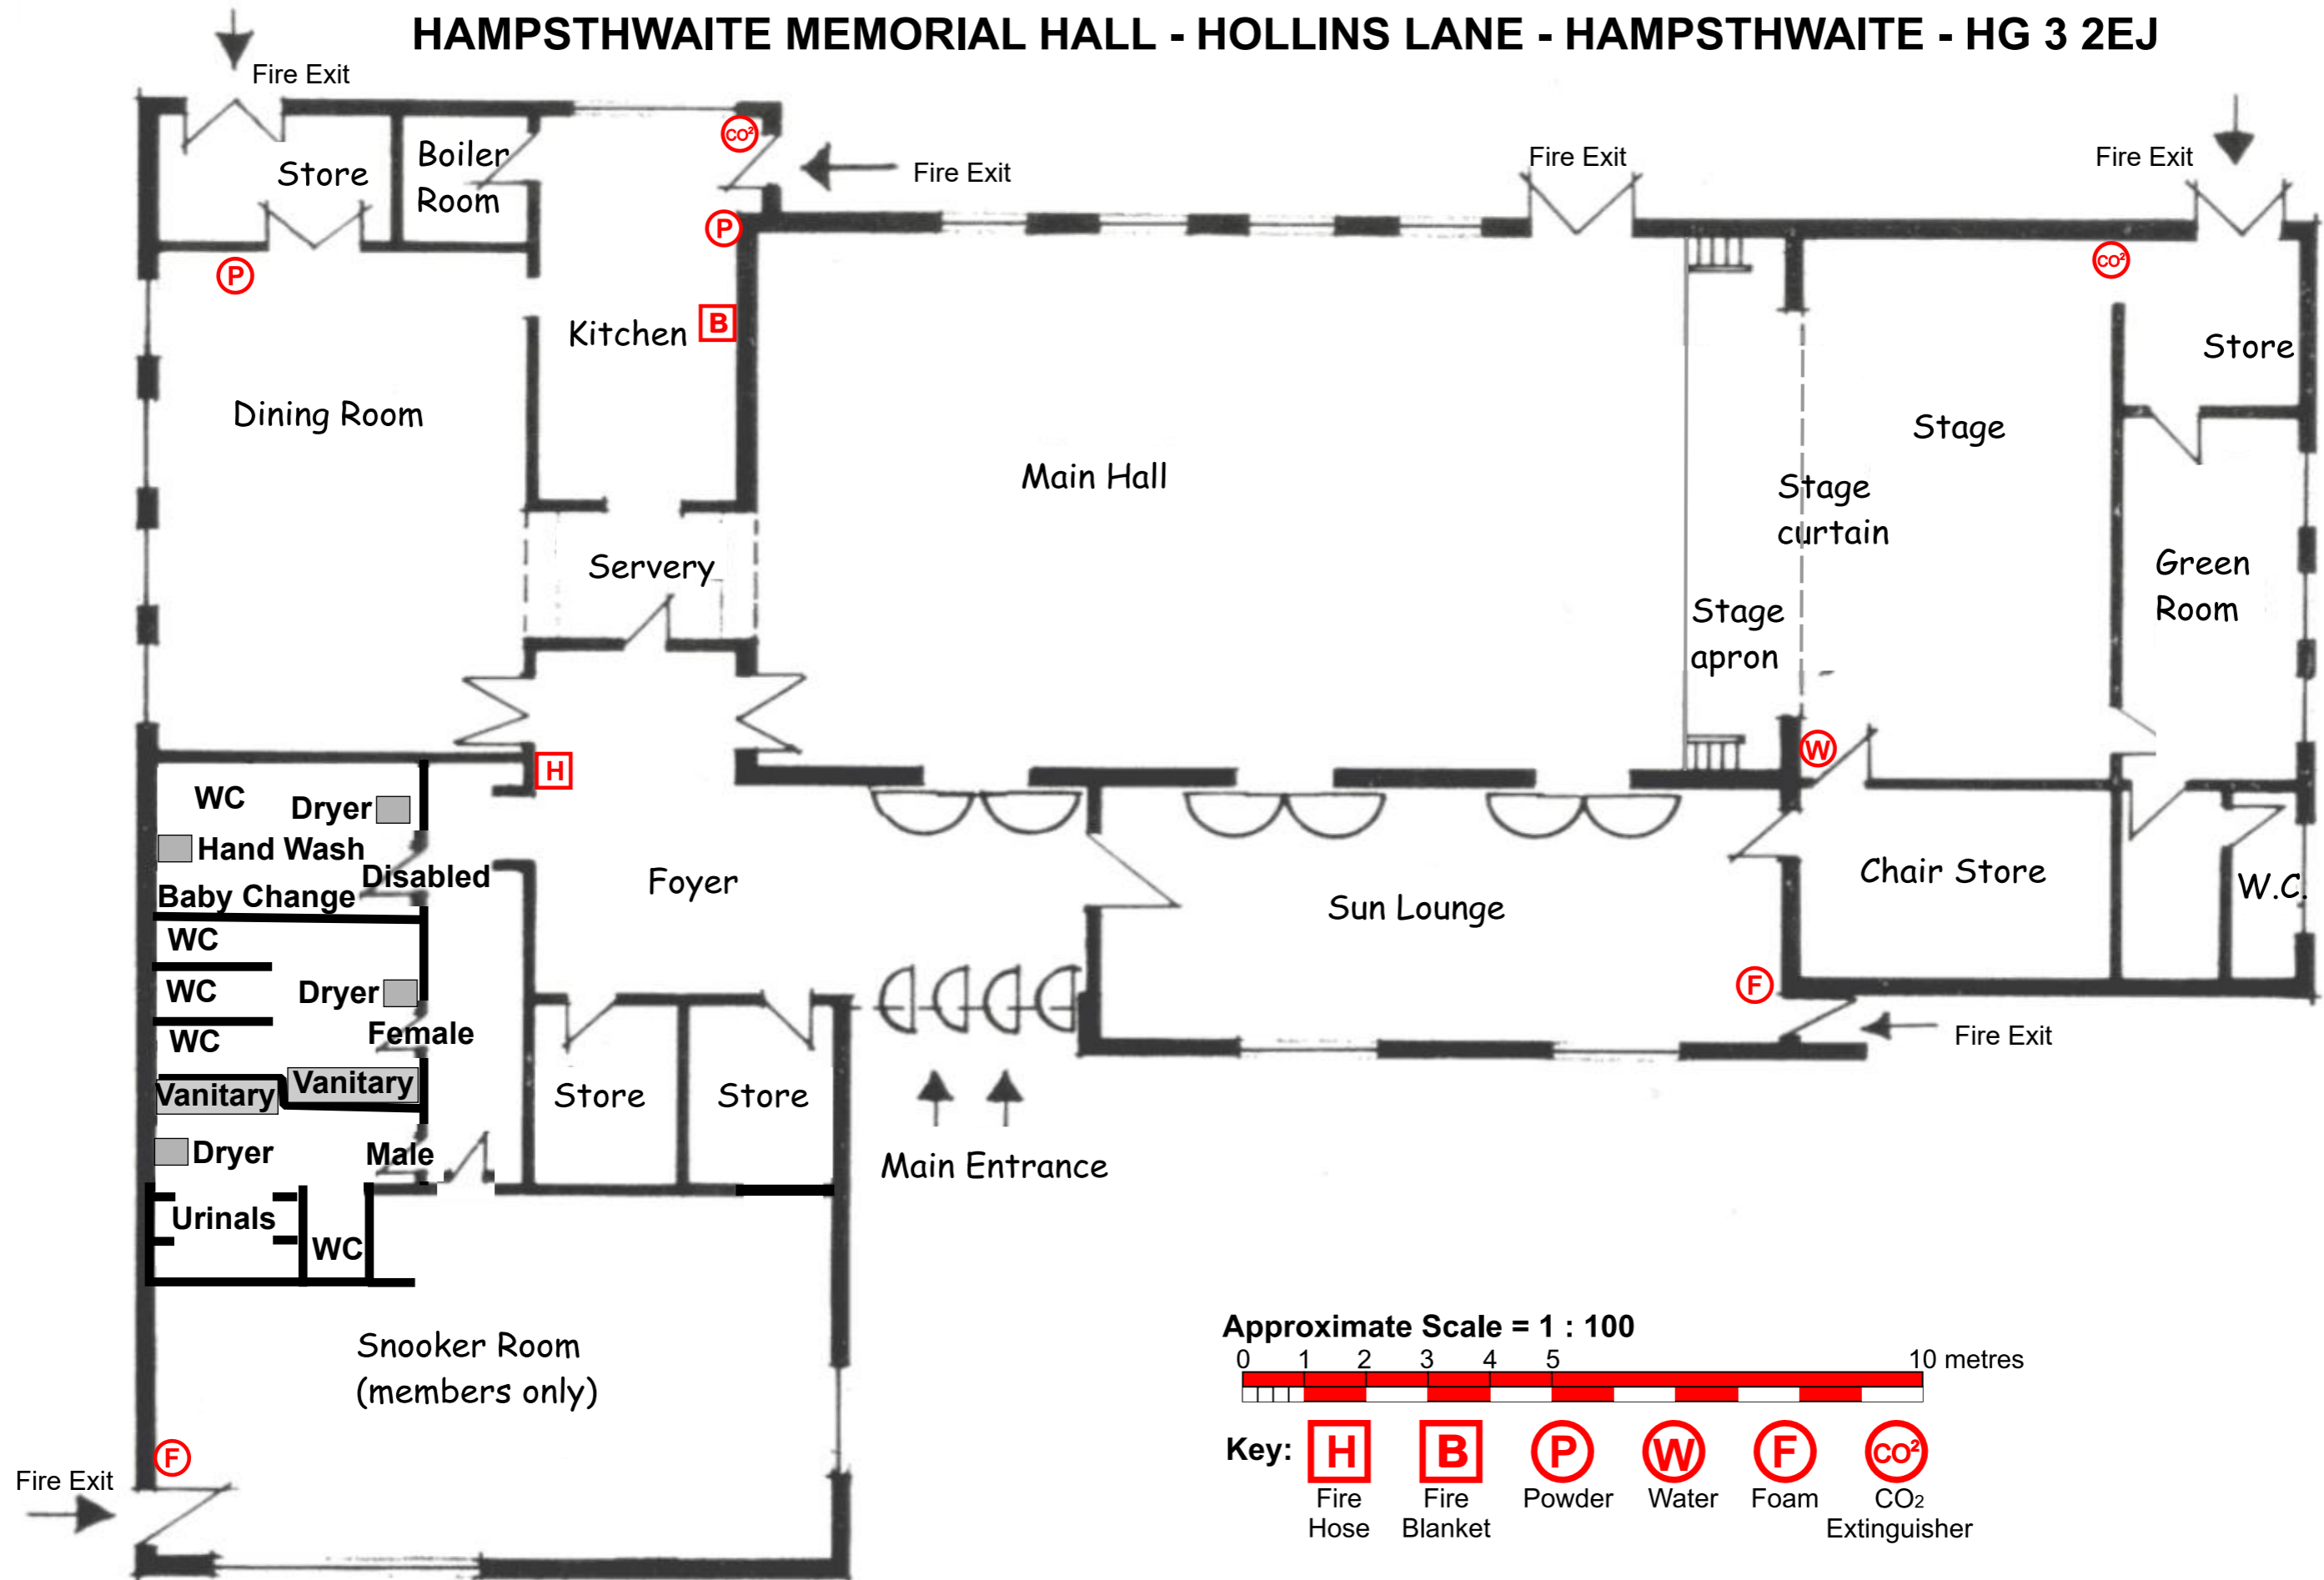 HAMPSTHWAITE MEMORIAL HALL - HOLLINS LANE - HAMPSTHWAITE - HG 3 2EJ
Fire Exit
Fire Exit
Fire Exit
Fire Exit
Store
Boiler
Room
CO²
P
P
B
Kitchen
Dining Room
Servery
Main Hall
Stage
apron
Stage
curtain
Stage
CO²
Store
Green
Room
W
H
WC
Dryer
Hand Wash
Disabled
Baby Change
WC
WC
Dryer
WC
Female
Vanitary
Vanitary
Dryer
Male
Urinals
WC
Foyer
Store
Store
Main Entrance
Sun Lounge
F
Chair Store
W.C.
Fire Exit
Snooker Room
(members only)
F
Fire Exit
Approximate Scale = 1 : 100
0 1 2 3 4 5 10 metres
Key:
H B P W F CO²
Fire Fire Powder Water Foam CO2
Hose Blanket Extinguisher